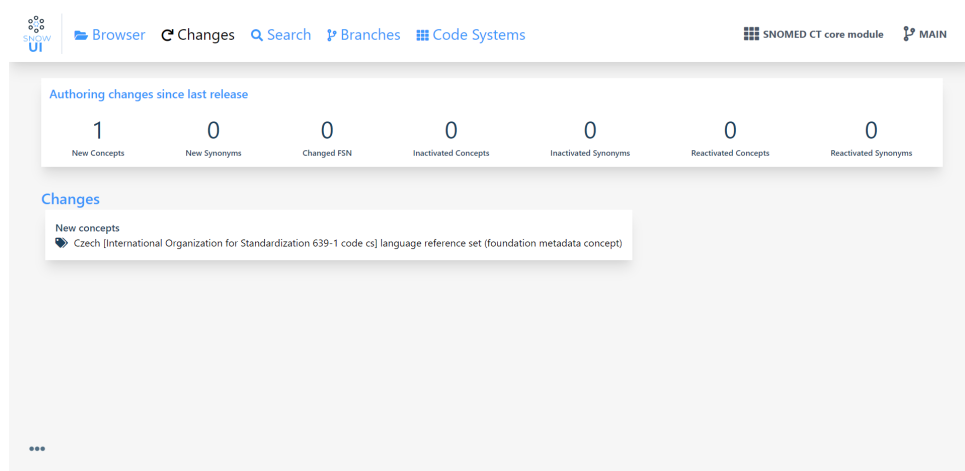 SNOW
UI
Browser
Changes
Search
Branches
Code Systems
SNOMED CT core module
MAIN
Authoring changes since last release
1
0
0
0
0
0
0
New Concepts
New Synonyms
Changed FSN
Inactivated Concepts
Inactivated Synonyms
Reactivated Concepts
Reactivated Synonyms
Changes
New concepts
Czech [International Organization for Standardization 639-1 code cs] language reference set (foundation metadata concept)